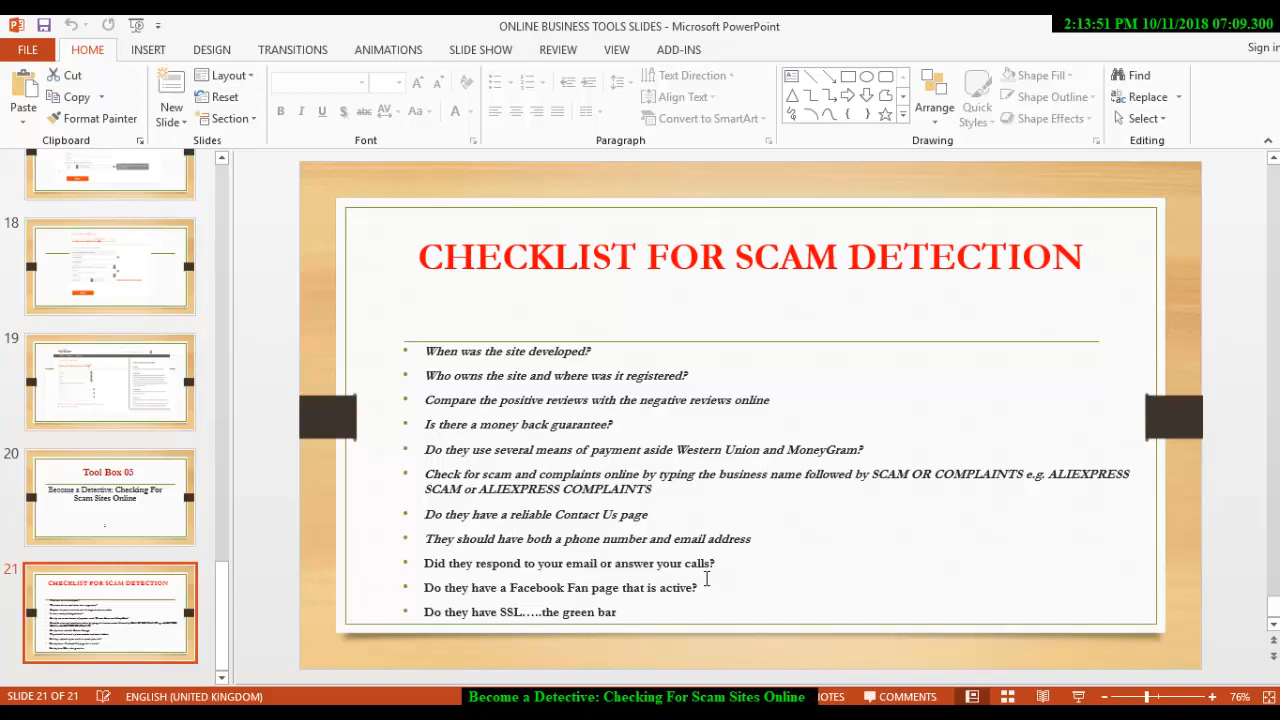 ONLINE BUSINESS TOOLS SLIDES - Microsoft PowerPoint
2:13:51 PM 10/11/2018 07:09.300
FILE HOME INSERT DESIGN TRANSITIONS ANIMATIONS SLIDE SHOW REVIEW VIEW ADD-INS
Sign in
Paste
Cut
Copy
Format Painter
Clipboard
New Slide
Layout
Reset
Section
Slides
B I U S abc AV Aa A
Font
Text Direction
Align Text
Convert to SmartArt
Paragraph
Arrange
Quick Styles
Shape Fill
Shape Outline
Shape Effects
Drawing
Find
Replace
Select
Editing
18
19
20
Tool Box 05
Become a Detective: Checking For
Scam Sites Online
21
CHECKLIST FOR SCAM DETECTION
CHECKLIST FOR SCAM DETECTION
When was the site developed?
Who owns the site and where was it registered?
Compare the positive reviews with the negative reviews online
Is there a money back guarantee?
Do they use several means of payment aside Western Union and MoneyGram?
Check for scam and complaints online by typing the business name followed by SCAM OR COMPLAINTS e.g. ALIEXPRESS
SCAM or ALIEXPRESS COMPLAINTS
Do they have a reliable Contact Us page
They should have both a phone number and email address
Did they respond to your email or answer your calls?
Do they have a Facebook Fan page that is active?
Do they have SSL…..the green bar
SLIDE 21 OF 21 ENGLISH (UNITED KINGDOM) Become a Detective: Checking For Scam Sites Online OTES COMMENTS 76%